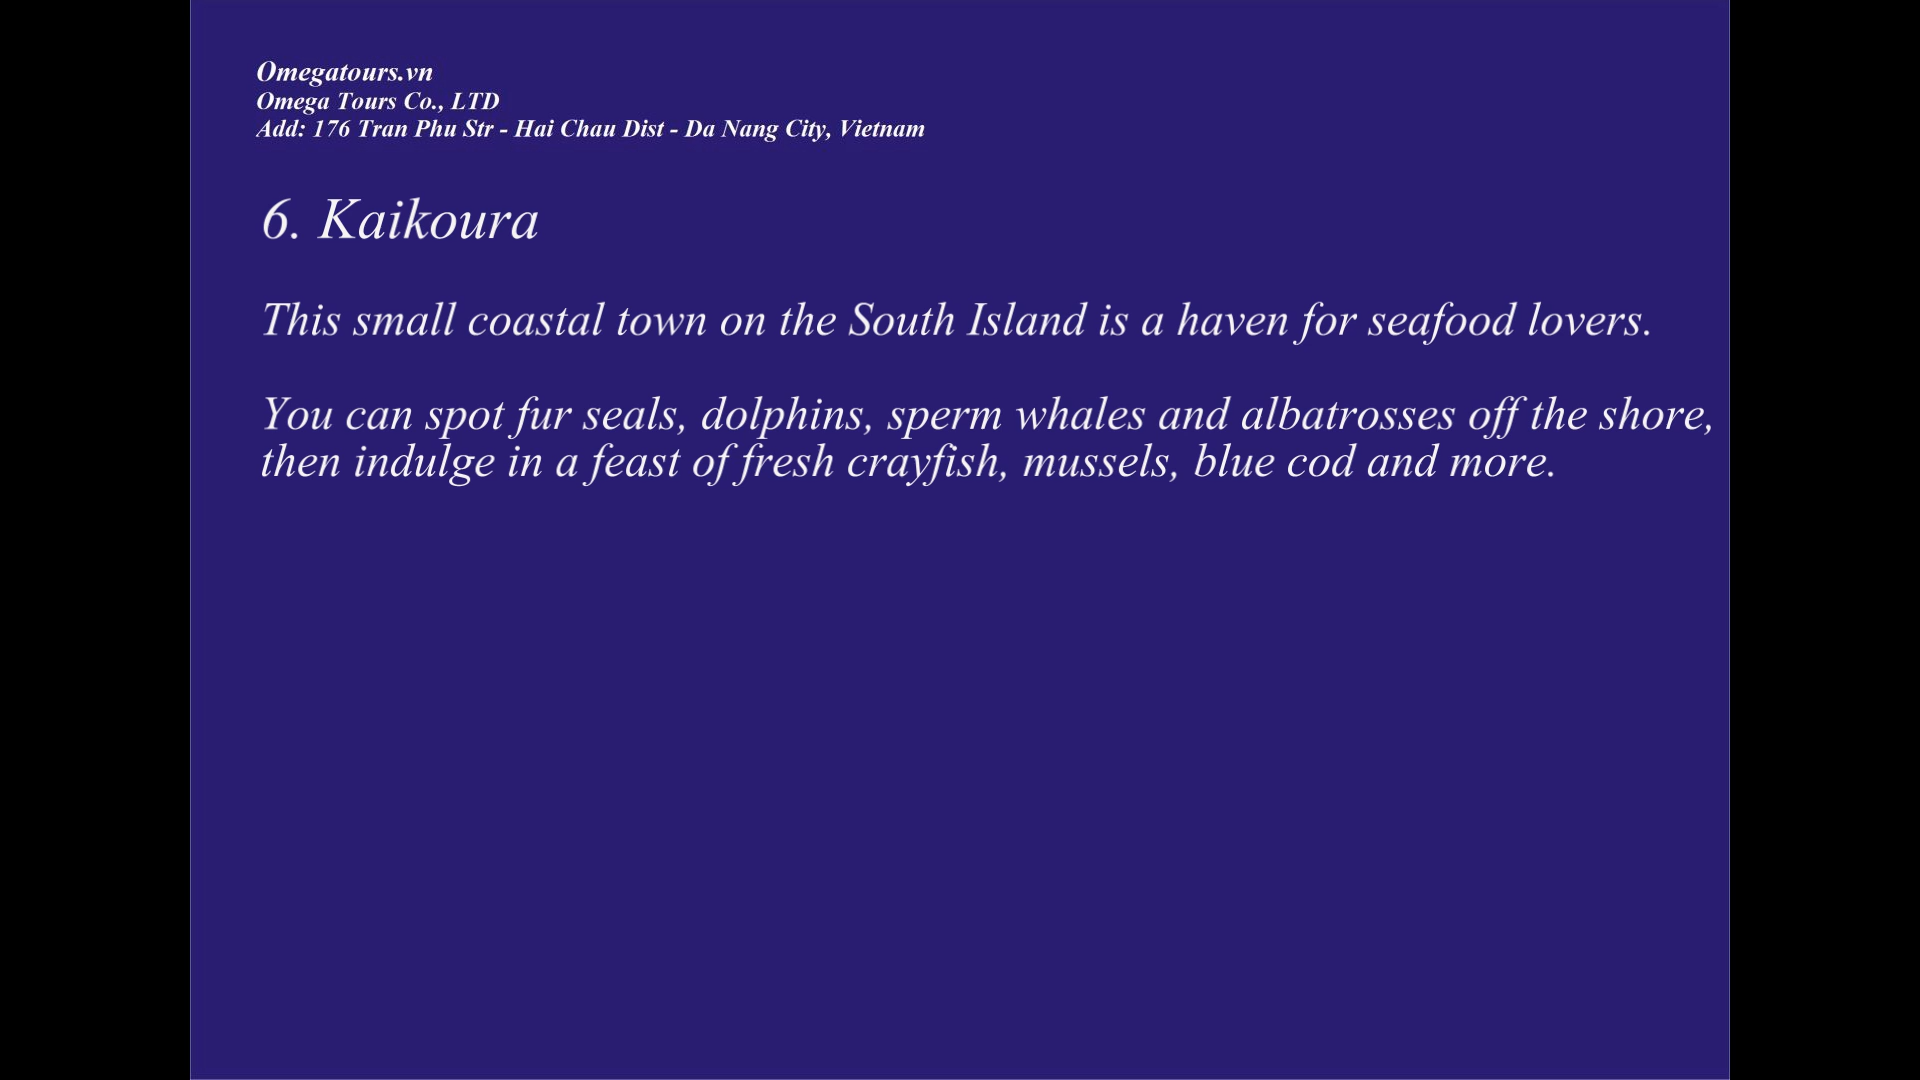 Omegatours.vn
Omega Tours Co., LTD
Add: 176 Tran Phu Str - Hai Chau Dist - Da Nang City, Vietnam
6. Kaikoura
This small coastal town on the South Island is a haven for seafood lovers.
You can spot fur seals, dolphins, sperm whales and albatrosses off the shore,
then indulge in a feast of fresh crayfish, mussels, blue cod and more.